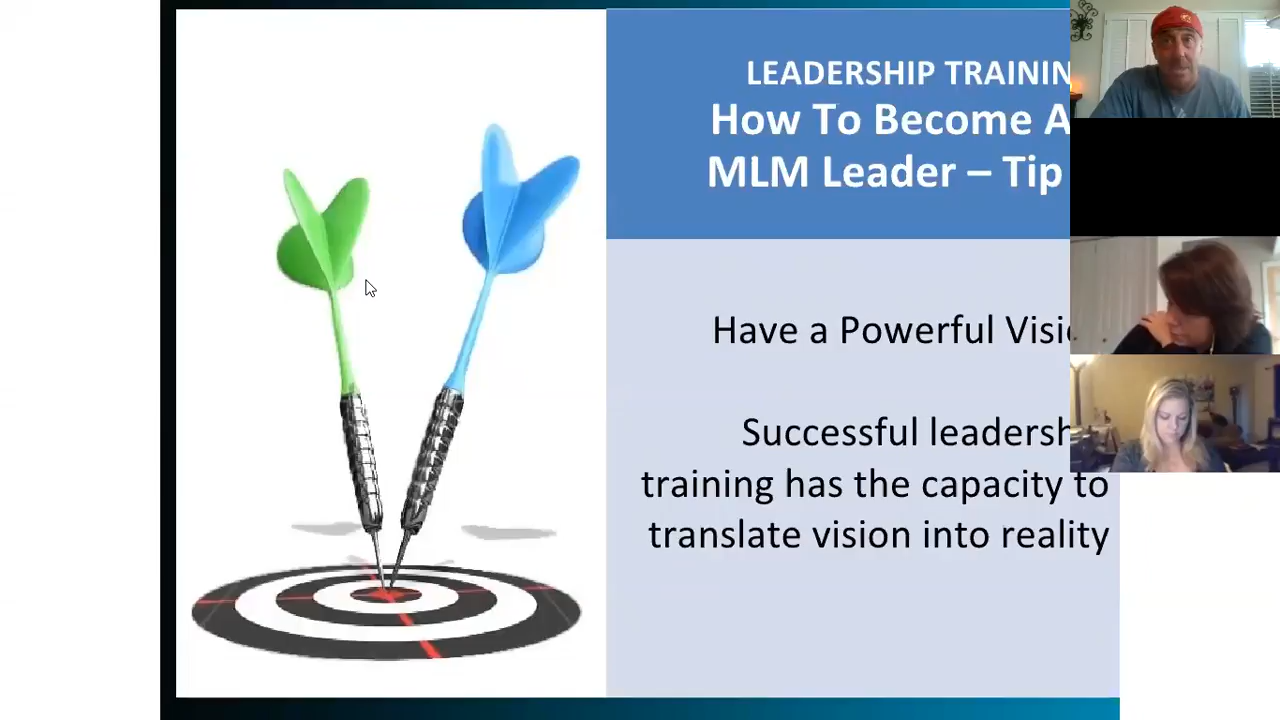 LEADERSHIP TRAININ
How To Become A
MLM Leader – Tip
Have a Powerful Visi
Successful leadersh
training has the capacity to
translate vision into reality